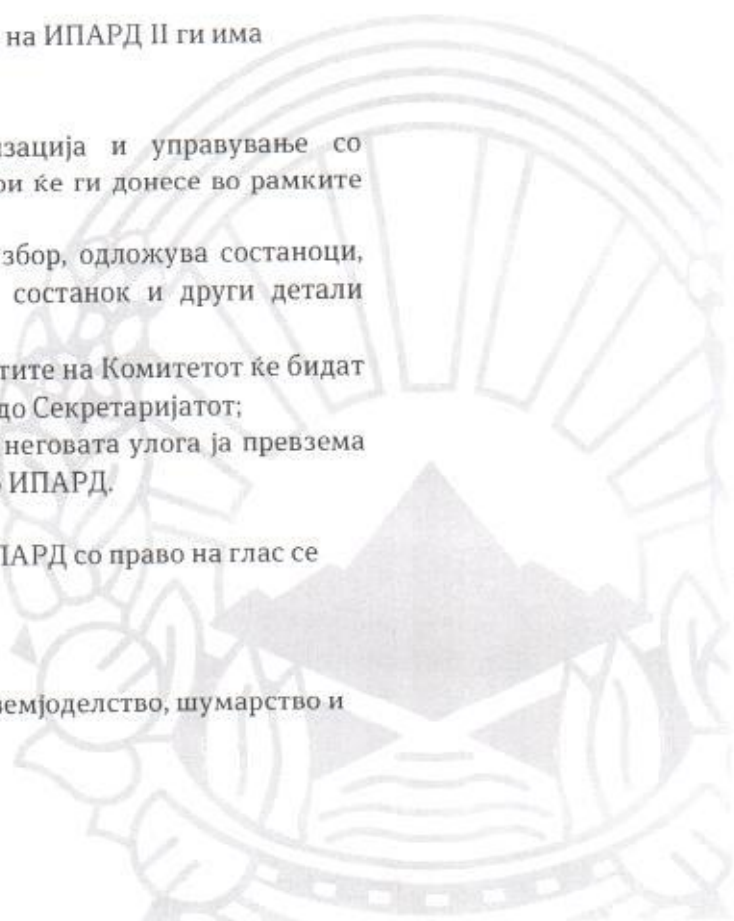 на ИПАРД II ги има
зација и управување со
ои ќе ги донесе во рамките
збор, одложува состаноци,
состанок и други детали
тите на Комитетот ќе бидат
до Секретаријатот;
неговата улога ја превзема
ИПАРД.
ПАРД со право на глас се
земјоделство, шумарство и